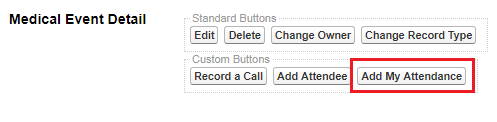 Medical Event Detail
Standard Buttons
Edit Delete Change Owner Change Record Type
Custom Buttons
Record a Call Add Attendee Add My Attendance